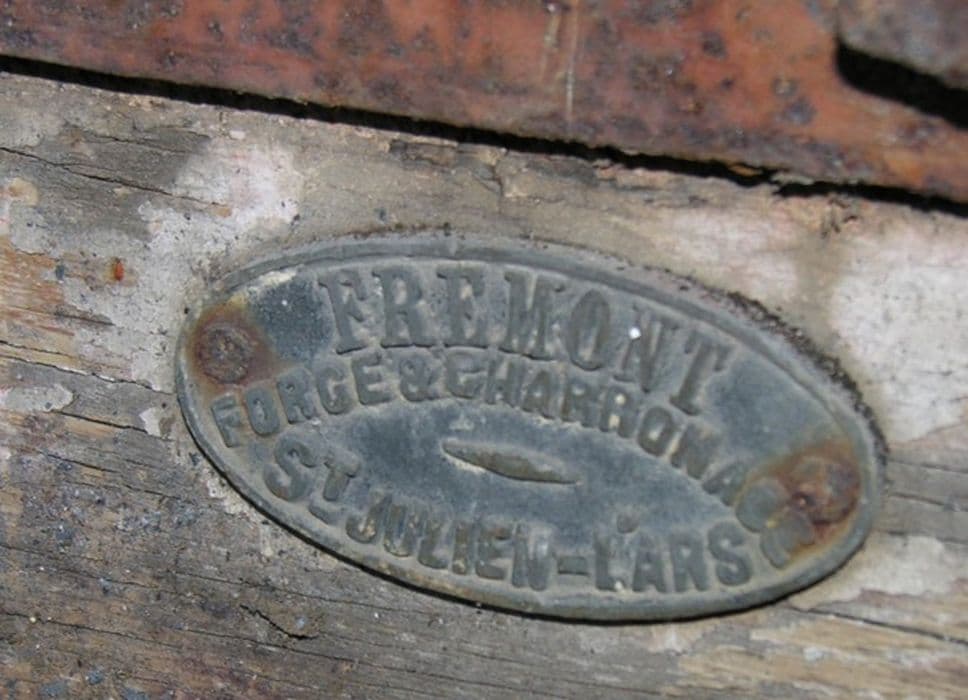 FREMONT
FORGE & CHARRONAGE
ST JULIEN-L'ARS